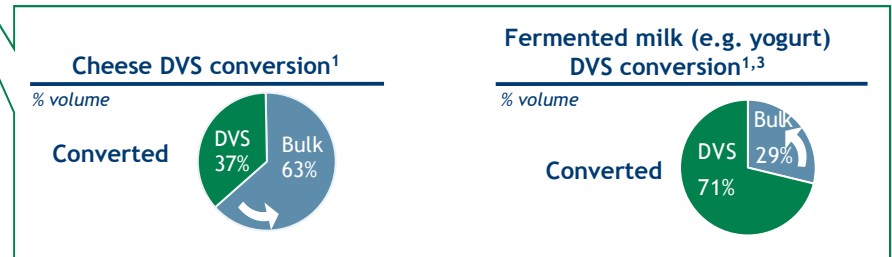 Cheese DVS conversion¹
% volume
Converted
DVS
37%
Bulk
63%
Fermented milk (e.g. yogurt)
DVS conversion¹,³
% volume
Converted
DVS
71%
Bulk
29%